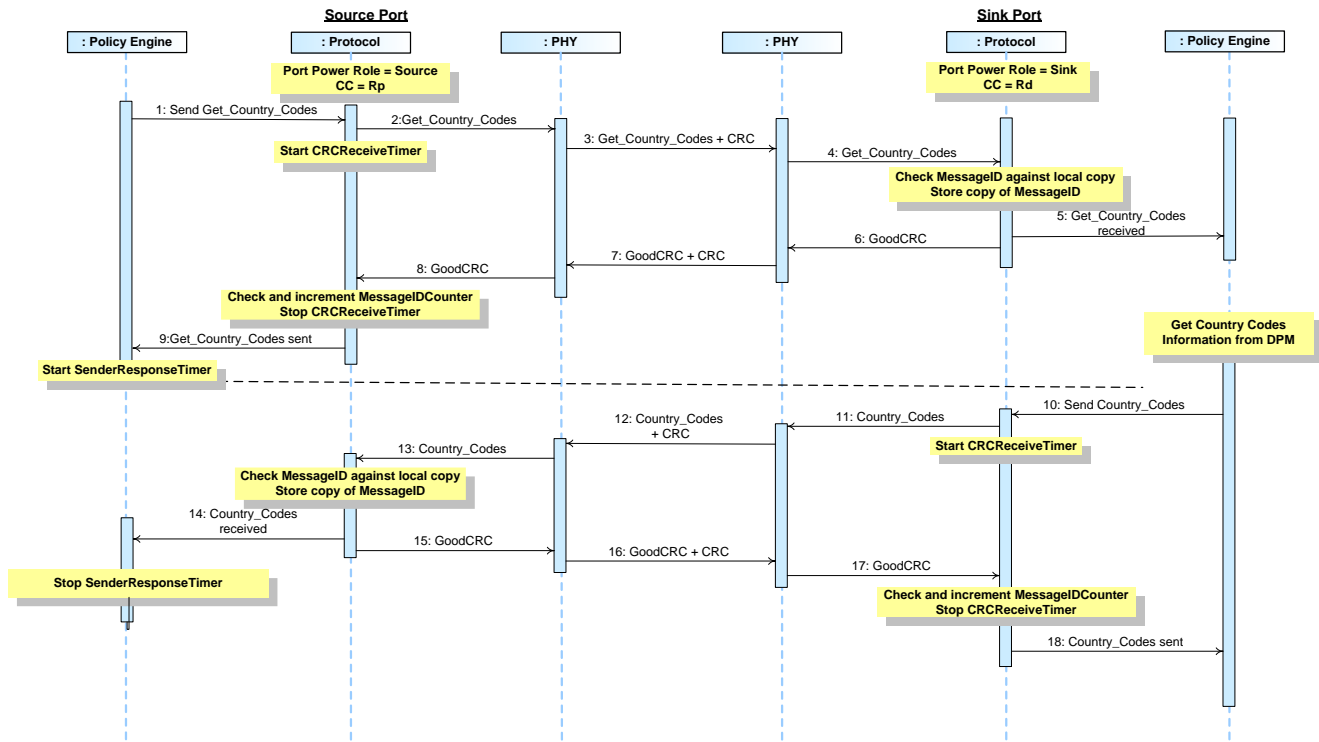 Source Port
Sink Port
: Policy Engine
: Protocol
: PHY
: PHY
: Protocol
: Policy Engine
Port Power Role = Source
CC = Rp
Port Power Role = Sink
CC = Rd
1: Send Get_Country_Codes
2:Get_Country_Codes
Start CRCReceiveTimer
3: Get_Country_Codes + CRC
4: Get_Country_Codes
Check MessageID against local copy
Store copy of MessageID
5: Get_Country_Codes
received
6: GoodCRC
7: GoodCRC + CRC
8: GoodCRC
Check and increment MessageIDCounter
Stop CRCReceiveTimer
9:Get_Country_Codes sent
Start SenderResponseTimer
Get Country Codes
Information from DPM
10: Send Country_Codes
11: Country_Codes
Start CRCReceiveTimer
12: Country_Codes
+ CRC
13: Country_Codes
Check MessageID against local copy
Store copy of MessageID
14: Country_Codes
received
15: GoodCRC
16: GoodCRC + CRC
17: GoodCRC
Stop SenderResponseTimer
Check and increment MessageIDCounter
Stop CRCReceiveTimer
18: Country_Codes sent